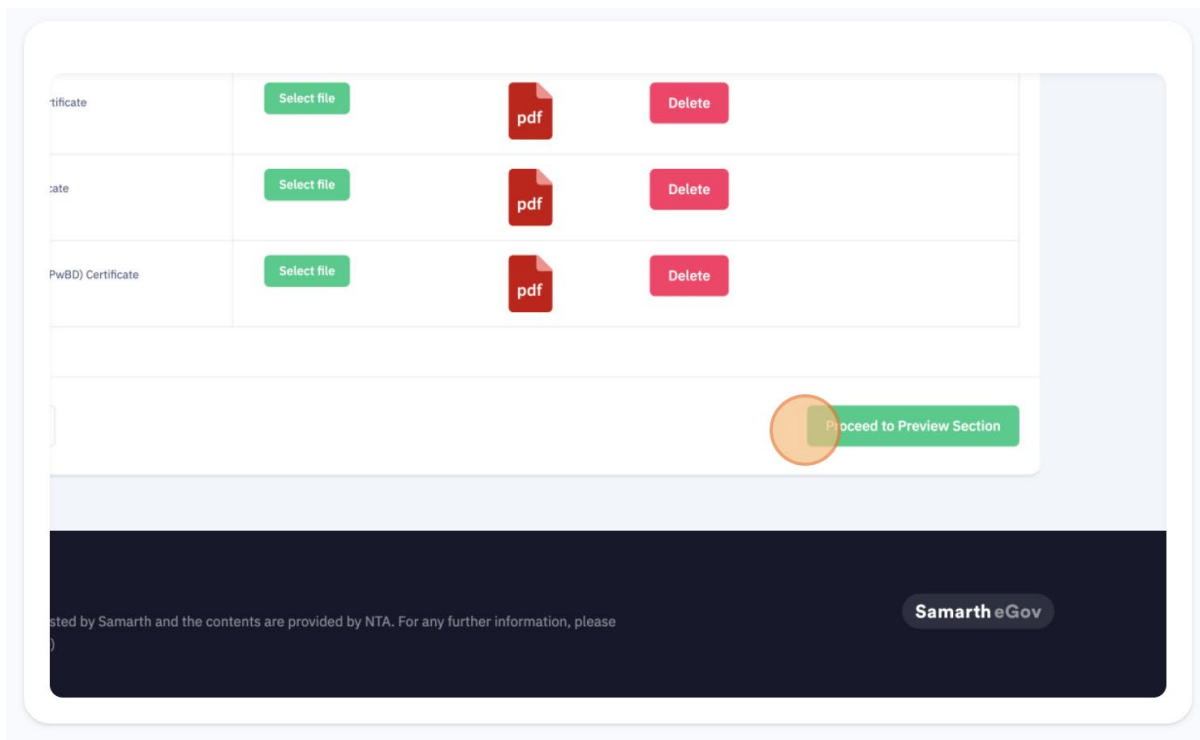 rtificate Select file pdf Delete
cate Select file pdf Delete
PwBD) Certificate Select file pdf Delete
Proceed to Preview Section
sted by Samarth and the contents are provided by NTA. For any further information, please
)
Samarth eGov